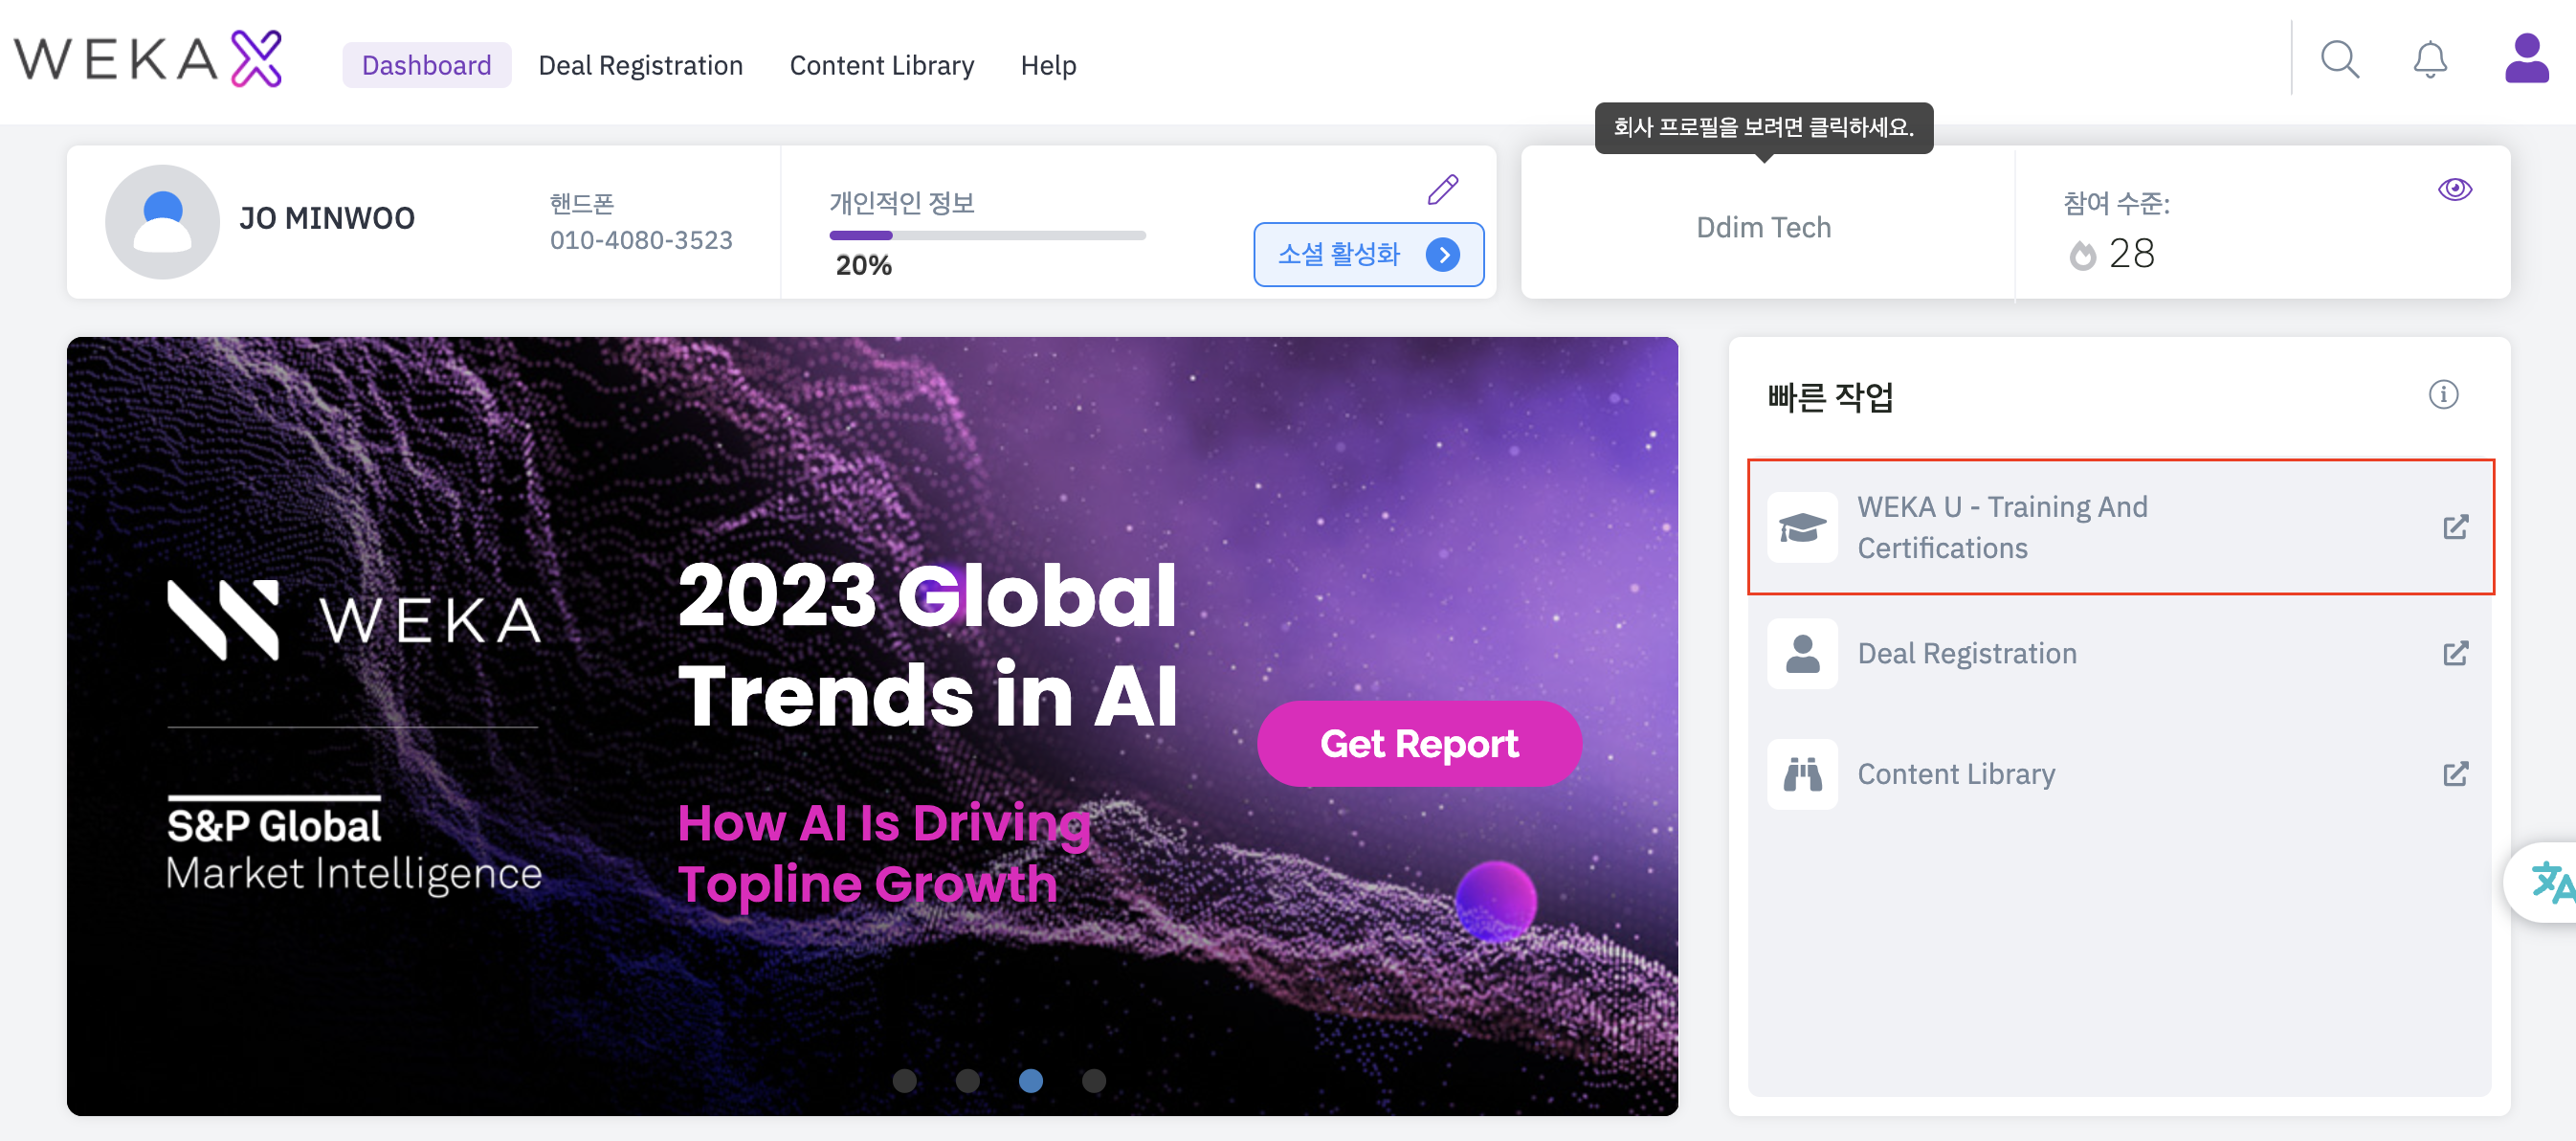 WEKA X
Dashboard
Deal Registration
Content Library
Help
회사 프로필을 보려면 클릭하세요.
JO MINWOO
핸드폰
010-4080-3523
개인적인 정보
20%
소셜 활성화
Ddim Tech
참여 수준:
28
WEKA
S&P Global
Market Intelligence
2023 Global
Trends in AI
How AI Is Driving
Topline Growth
Get Report
빠른 작업
WEKA U - Training And
Certifications
Deal Registration
Content Library